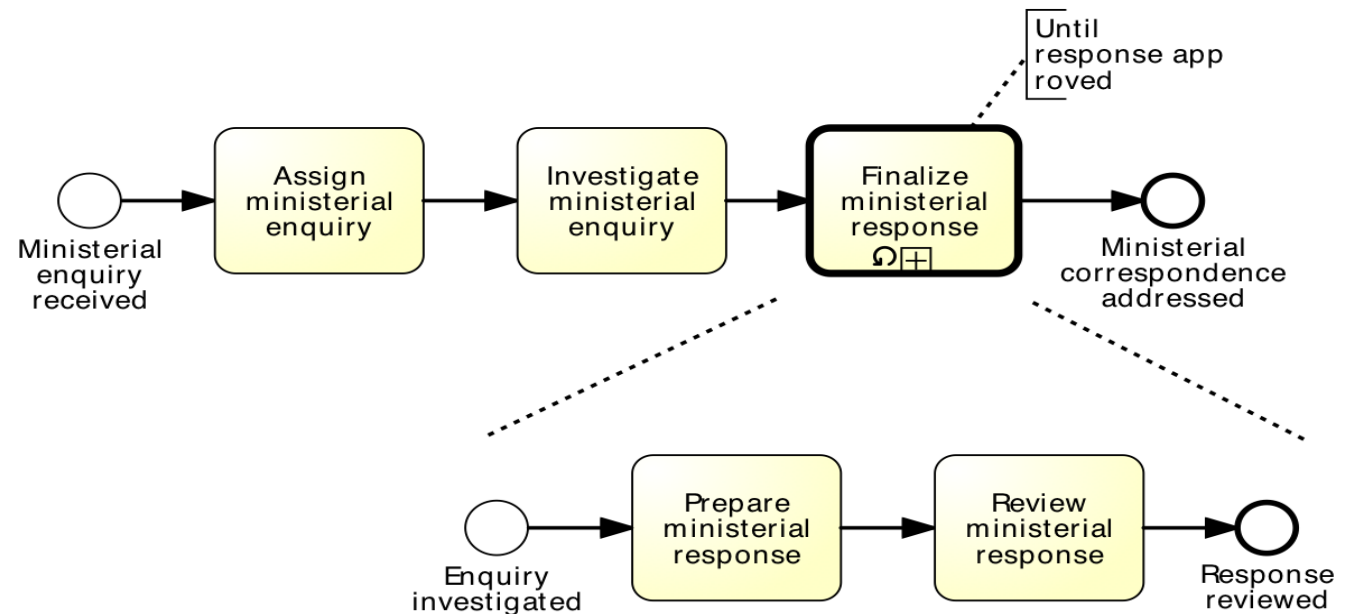 Until
response app
roved
Assign
ministerial
enquiry
Investigate
ministerial
enquiry
Finalize
ministerial
response
Ministerial
enquiry
received
Ministerial
correspondence
addressed
Prepare
ministerial
response
Review
ministerial
response
Enquiry
investigated
Response
reviewed